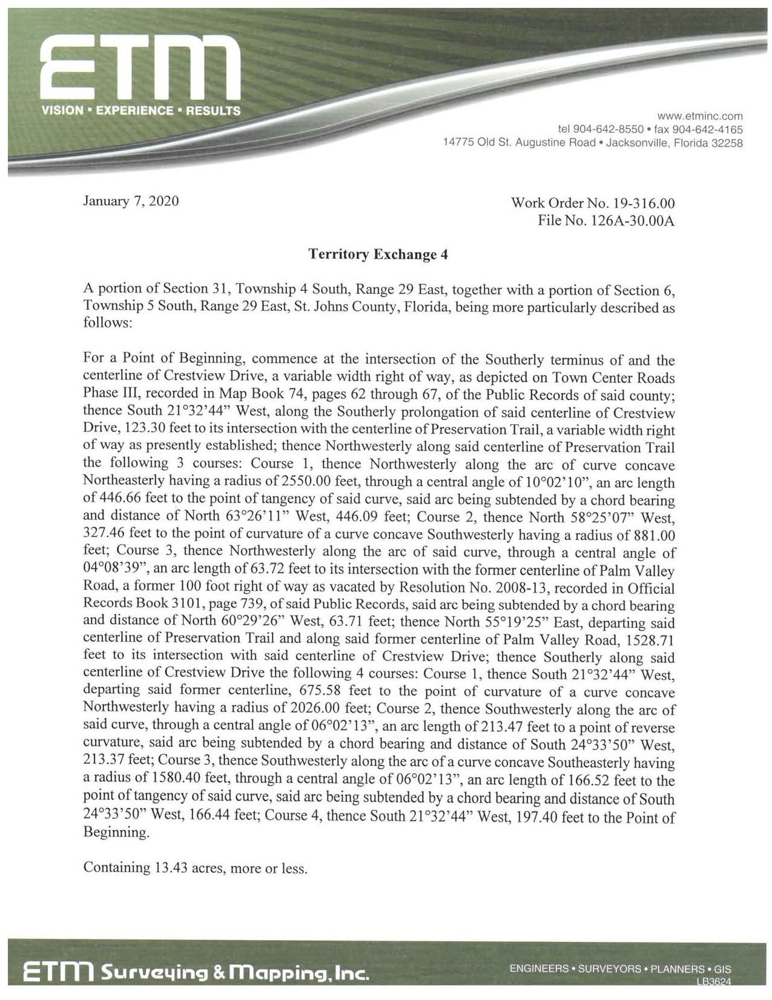 ETM
VISION • EXPERIENCE • RESULTS
www.etminc.com
tel 904-642-8550 • fax 904-642-4165
14775 Old St. Augustine Road • Jacksonville, Florida 32258
January 7, 2020
Work Order No. 19-316.00
File No. 126A-30.00A
Territory Exchange 4
A portion of Section 31, Township 4 South, Range 29 East, together with a portion of Section 6,
Township 5 South, Range 29 East, St. Johns County, Florida, being more particularly described as
follows:
For a Point of Beginning, commence at the intersection of the Southerly terminus of and the
centerline of Crestview Drive, a variable width right of way, as depicted on Town Center Roads
Phase III, recorded in Map Book 74, pages 62 through 67, of the Public Records of said county;
thence South 21°32’44” West, along the Southerly prolongation of said centerline of Crestview
Drive, 123.30 feet to its intersection with the centerline of Preservation Trail, a variable width right
of way as presently established; thence Northwesterly along said centerline of Preservation Trail
the following 3 courses: Course 1, thence Northwesterly along the arc of curve concave
Northeasterly having a radius of 2550.00 feet, through a central angle of 10°02’10”, an arc length
of 446.66 feet to the point of tangency of said curve, said arc being subtended by a chord bearing
and distance of North 63°26’11” West, 446.09 feet; Course 2, thence North 58°25’07” West,
327.46 feet to the point of curvature of a curve concave Southwesterly having a radius of 881.00
feet; Course 3, thence Northwesterly along the arc of said curve, through a central angle of
04°08’39”, an arc length of 63.72 feet to its intersection with the former centerline of Palm Valley
Road, a former 100 foot right of way as vacated by Resolution No. 2008-13, recorded in Official
Records Book 3101, page 739, of said Public Records, said arc being subtended by a chord bearing
and distance of North 60°29’26” West, 63.71 feet; thence North 55°19’25” East, departing said
centerline of Preservation Trail and along said former centerline of Palm Valley Road, 1528.71
feet to its intersection with said centerline of Crestview Drive; thence Southerly along said
centerline of Crestview Drive the following 4 courses: Course 1, thence South 21°32’44” West,
departing said former centerline, 675.58 feet to the point of curvature of a curve concave
Northwesterly having a radius of 2026.00 feet; Course 2, thence Southwesterly along the arc of
said curve, through a central angle of 06°02’13”, an arc length of 213.47 feet to a point of reverse
curvature, said arc being subtended by a chord bearing and distance of South 24°33’50” West,
213.37 feet; Course 3, thence Southwesterly along the arc of a curve concave Southeasterly having
a radius of 1580.40 feet, through a central angle of 06°02’13”, an arc length of 166.52 feet to the
point of tangency of said curve, said arc being subtended by a chord bearing and distance of South
24°33’50” West, 166.44 feet; Course 4, thence South 21°32’44” West, 197.40 feet to the Point of
Beginning.
Containing 13.43 acres, more or less.
ETM Surveying & Mapping, Inc.
ENGINEERS • SURVEYORS • PLANNERS • GIS
LB3624